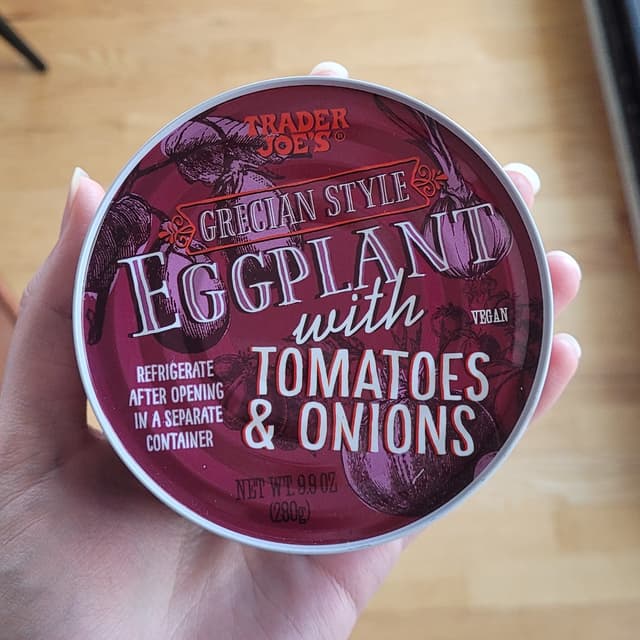 TRADER
JOE'S®
GRECIAN STYLE
EGGPLANT
with
VEGAN
TOMATOES
& ONIONS
REFRIGERATE
AFTER OPENING
IN A SEPARATE
CONTAINER
NET WT. 9.9 OZ
(280g)